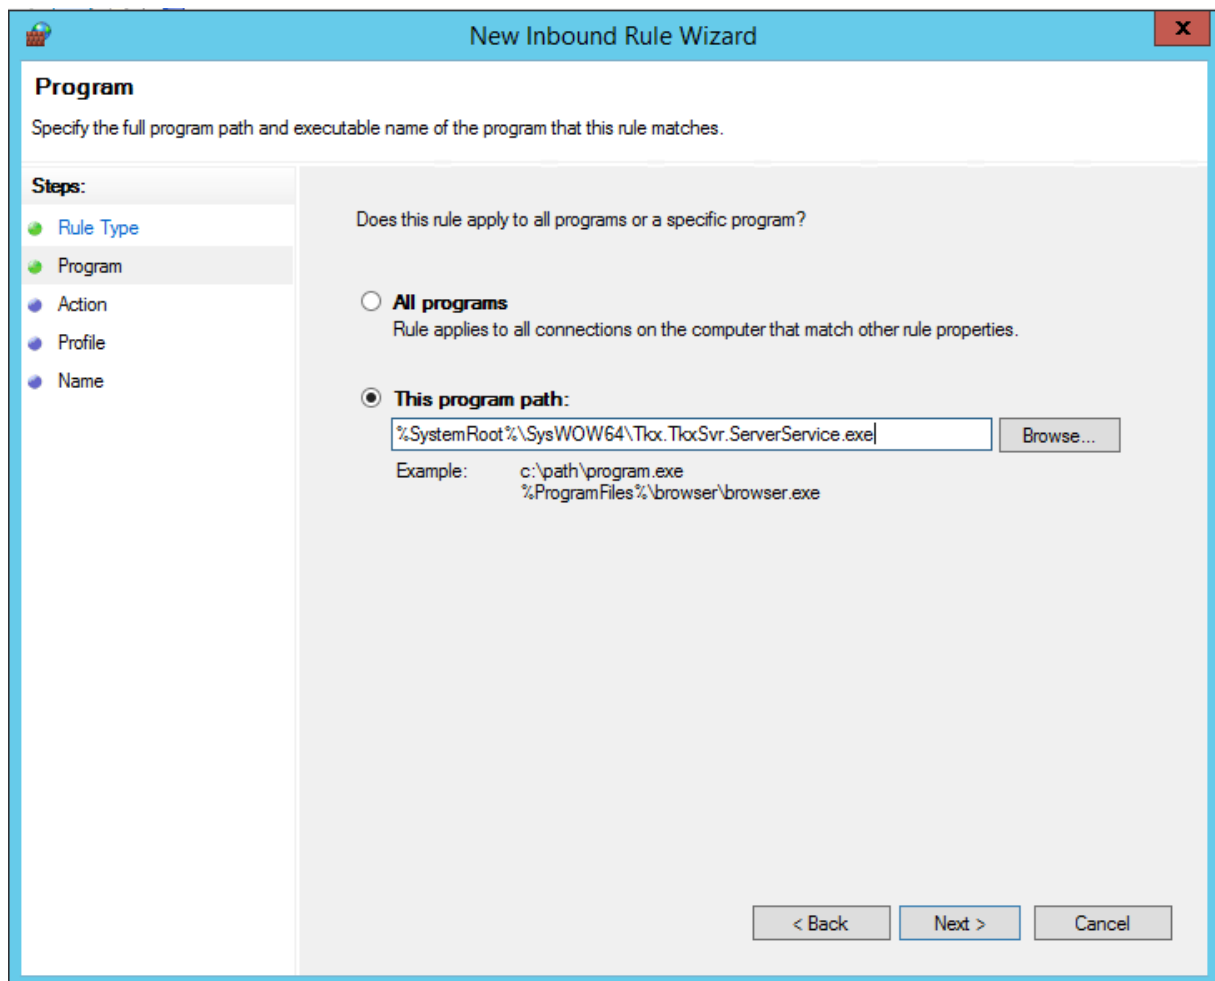 New Inbound Rule Wizard
x
Program
Specify the full program path and executable name of the program that this rule matches.
Steps:
Rule Type
Program
Action
Profile
Name
Does this rule apply to all programs or a specific program?
All programs
Rule applies to all connections on the computer that match other rule properties.
This program path:
%SystemRoot%\SysWOW64\Tkx.TkxSvr.ServerService.exe
Browse...
Example: c:\path\program.exe
%ProgramFiles%\browser\browser.exe
< Back Next > Cancel